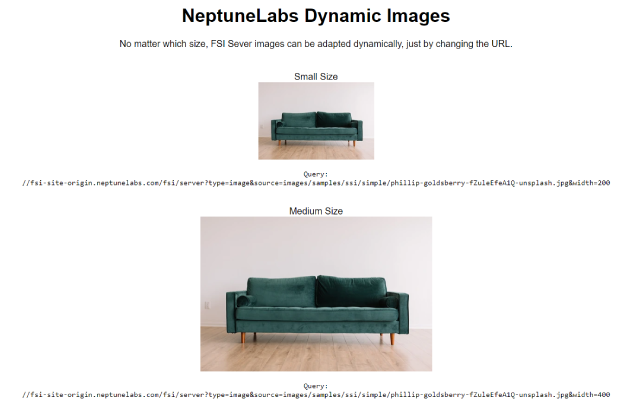 NeptuneLabs Dynamic Images
No matter which size, FSI Sever images can be adapted dynamically, just by changing the URL.
Small Size
Query:
//fsi-site-origin.neptunelabs.com/fsi/server?type=image&source=images/samples/ssi/simple/phillip-goldsberry-fZuleEfeA1Q-unsplash.jpg&width=200
Medium Size
Query:
//fsi-site-origin.neptunelabs.com/fsi/server?type=image&source=images/samples/ssi/simple/phillip-goldsberry-fZuleEfeA1Q-unsplash.jpg&width=400